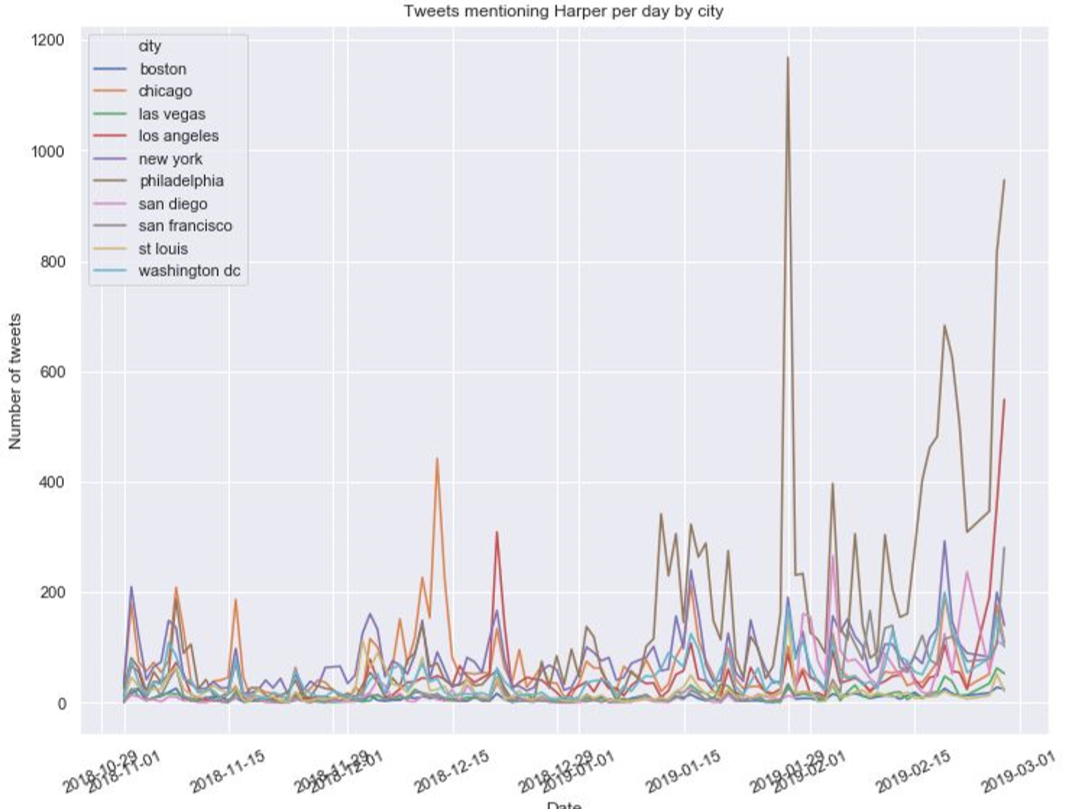 Tweets mentioning Harper per day by city
1200
1000
800
600
400
200
0
Number of tweets
city
boston
chicago
las vegas
los angeles
new york
philadelphia
san diego
san francisco
st louis
washington dc
2018-10-29
2018-11-01
2018-11-15
2018-11-29
2018-12-01
2018-12-15
2018-12-29
2019-01-01
2019-01-15
2019-01-29
2019-02-01
2019-02-15
2019-03-01
Date